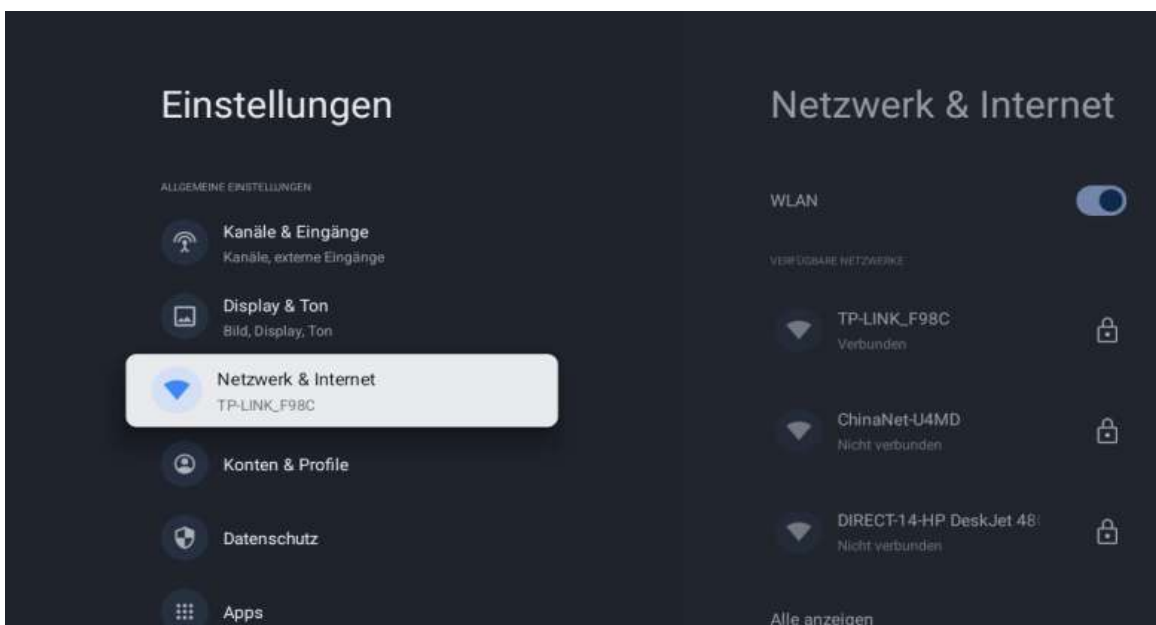 Einstellungen
ALLGEMEINE EINSTELLUNGEN
Kanäle & Eingänge
Kanäle, externe Eingänge
Display & Ton
Bild, Display, Ton
Netzwerk & Internet
TP-LINK_F98C
Konten & Profile
Datenschutz
Apps
Netzwerk & Internet
WLAN
VERFÜGBARE NETZWERKE
TP-LINK_F98C
Verbunden
ChinaNet-U4MD
Nicht verbunden
DIRECT-14-HP DeskJet 48
Nicht verbunden
Alle anzeigen